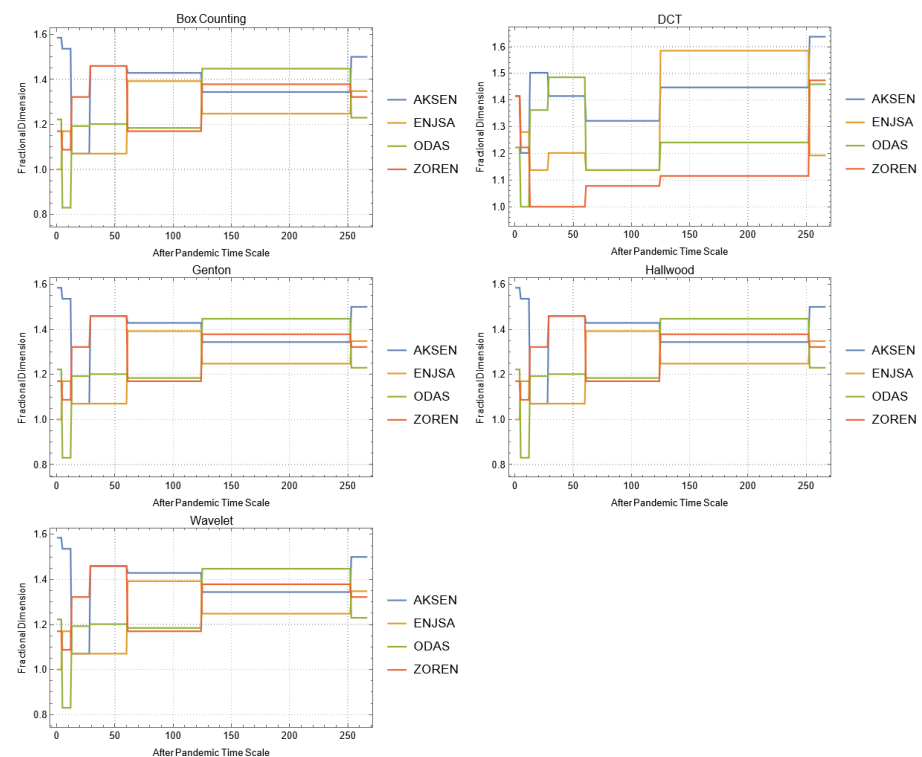 Box Counting
1.6
1.4
1.2
1.0
0.8
Fractional Dimension
0 50 100 150 200 250
After Pandemic Time Scale
AKSEN
ENJSA
ODAS
ZOREN
DCT
1.6
1.5
1.4
1.3
1.2
1.1
1.0
Fractional Dimension
0 50 100 150 200 250
After Pandemic Time Scale
AKSEN
ENJSA
ODAS
ZOREN
Genton
1.6
1.4
1.2
1.0
0.8
Fractional Dimension
0 50 100 150 200 250
After Pandemic Time Scale
AKSEN
ENJSA
ODAS
ZOREN
Hallwood
1.6
1.4
1.2
1.0
0.8
Fractional Dimension
0 50 100 150 200 250
After Pandemic Time Scale
AKSEN
ENJSA
ODAS
ZOREN
Wavelet
1.6
1.4
1.2
1.0
0.8
Fractional Dimension
0 50 100 150 200 250
After Pandemic Time Scale
AKSEN
ENJSA
ODAS
ZOREN